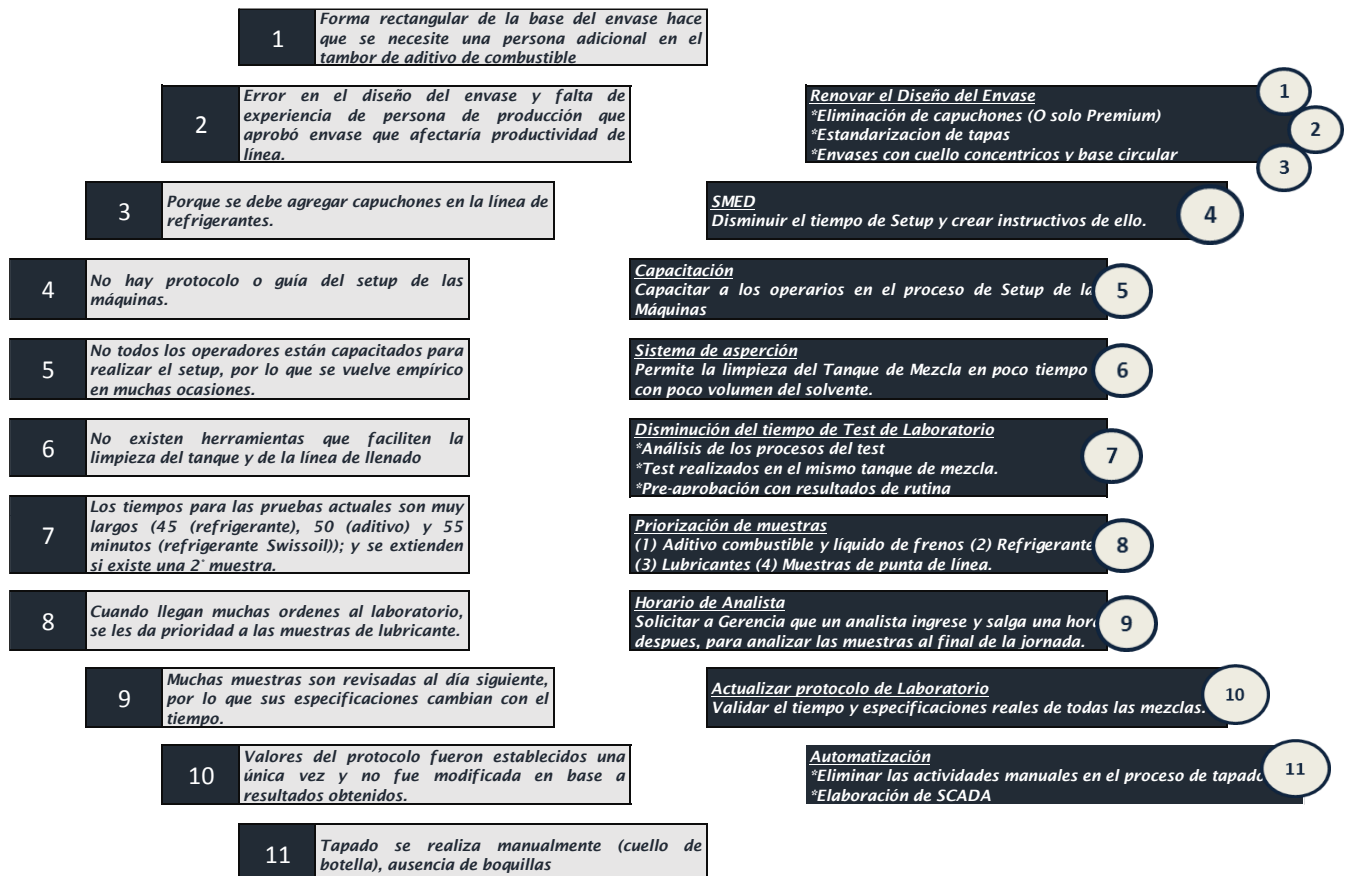 1
Forma rectangular de la base del envase hace
que se necesite una persona adicional en el
tambor de aditivo de combustible
2
Error en el diseño del envase y falta de
experiencia de persona de producción que
aprobó envase que afectaría productividad de
línea.
Renovar el Diseño del Envase
*Eliminación de capuchones (O solo Premium)
*Estandarizacion de tapas
*Envases con cuello concentricos y base circular
1
2
3
3
Porque se debe agregar capuchones en la línea de
refrigerantes.
SMED
Disminuir el tiempo de Setup y crear instructivos de ello.
4
4
No hay protocolo o guía del setup de las
máquinas.
Capacitación
Capacitar a los operarios en el proceso de Setup de la
Máquinas
5
5
No todos los operadores están capacitados para
realizar el setup, por lo que se vuelve empírico
en muchas ocasiones.
Sistema de asperción
Permite la limpieza del Tanque de Mezcla en poco tiempo
con poco volumen del solvente.
6
6
No existen herramientas que faciliten la
limpieza del tanque y de la línea de llenado
Disminución del tiempo de Test de Laboratorio
*Análisis de los procesos del test
*Test realizados en el mismo tanque de mezcla.
*Pre-aprobación con resultados de rutina
7
7
Los tiempos para las pruebas actuales son muy
largos (45 (refrigerante), 50 (aditivo) y 55
minutos (refrigerante Swissoil)); y se extienden
si existe una 2° muestra.
Priorización de muestras
(1) Aditivo combustible y líquido de frenos (2) Refrigerante
(3) Lubricantes (4) Muestras de punta de línea.
8
8
Cuando llegan muchas ordenes al laboratorio,
se les da prioridad a las muestras de lubricante.
Horario de Analista
Solicitar a Gerencia que un analista ingrese y salga una hor
despues, para analizar las muestras al final de la jornada.
9
9
Muchas muestras son revisadas al día siguiente,
por lo que sus especificaciones cambian con el
tiempo.
Actualizar protocolo de Laboratorio
Validar el tiempo y especificaciones reales de todas las mezclas.
10
10
Valores del protocolo fueron establecidos una
única vez y no fue modificada en base a
resultados obtenidos.
Automatización
*Eliminar las actividades manuales en el proceso de tapado
*Elaboración de SCADA
11
11
Tapado se realiza manualmente (cuello de
botella), ausencia de boquillas